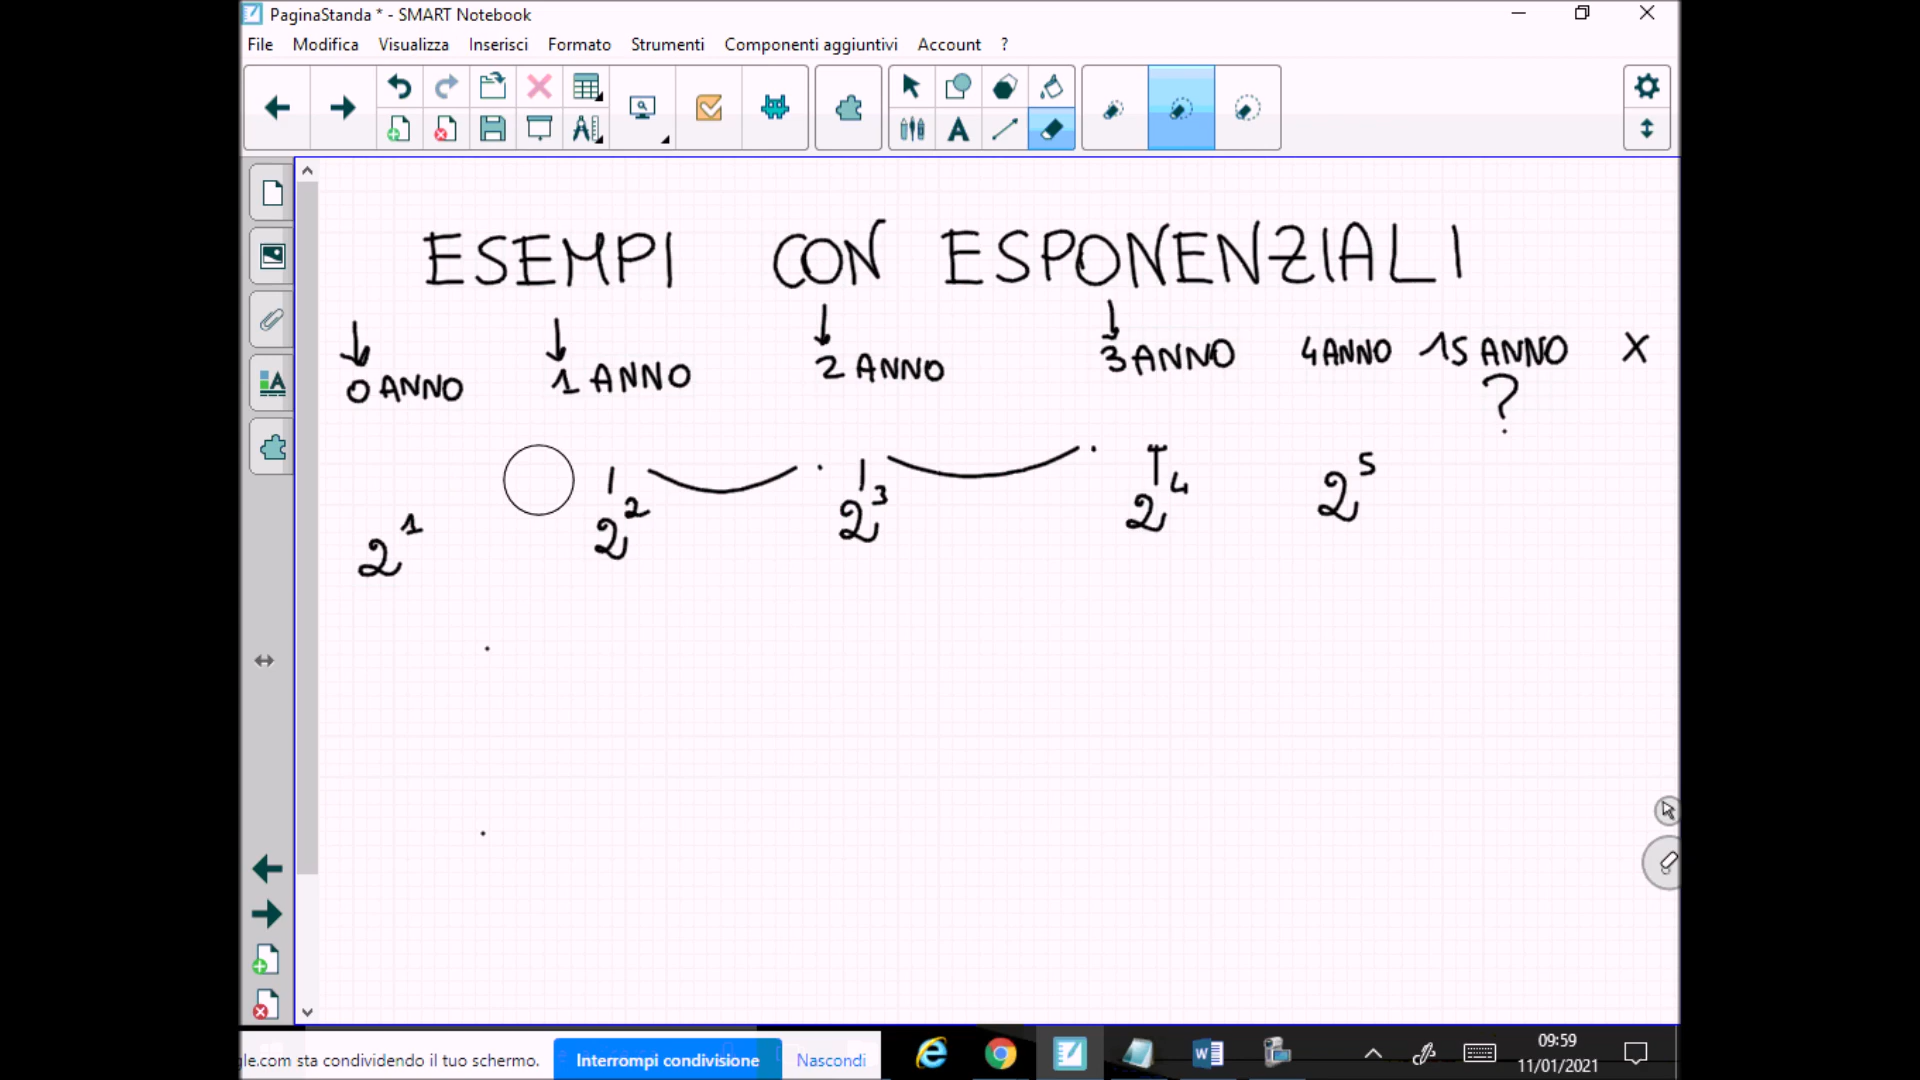 PaginaStanda * - SMART Notebook
File Modifica Visualizza Inserisci Formato Strumenti Componenti aggiuntivi Account ?
ESEMPI CON ESPONENZIALI
0 ANNO 1 ANNO 2 ANNO 3 ANNO 4 ANNO 15 ANNO X
?
2¹ 2² 2³ 2⁴ 2⁵
gle.com sta condividendo il tuo schermo. Interrompi condivisione Nascondi
09:59
11/01/2021